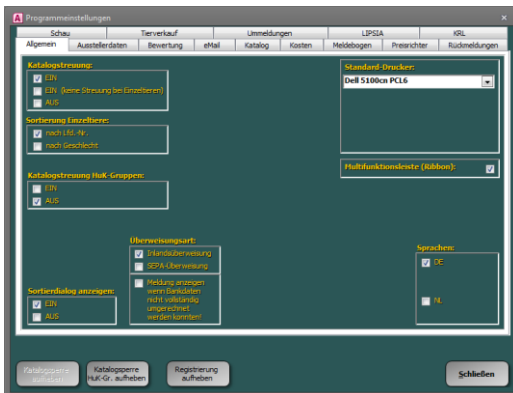 A Programmeinstellungen
Schau Tierverkauf Ummeldungen LIPSIA KRL
Allgemein Ausstellerdaten Bewertung eMail Katalog Kosten Meldebogen Preisrichter Rückmeldungen
Katalogstreuung:
EIN
EIN (keine Streuung bei Einzeltieren)
AUS
Standard-Drucker:
Dell 5100cn PCL6
Sortierung Einzeltiere:
nach Lfd.-Nr.
nach Geschlecht
Multifunktionsleiste (Ribbon):
Katalogstreuung HuK-Gruppen:
EIN
AUS
Überweisungsart:
Inlandsüberweisung
SEPA-Überweisung
Meldung anzeigen
wenn Bankdaten
nicht vollständig
umgerechnet
werden konnten!
Sprachen:
DE
NL
Sortierdialog anzeigen:
EIN
AUS
Katalogsperre
aufheben
Katalogsperre
HuK-Gr. aufheben
Registrierung
aufheben
Schließen